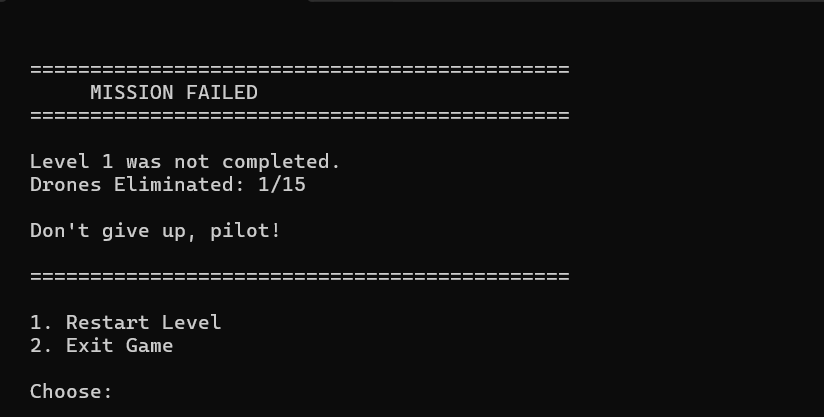 =============================================
MISSION FAILED
=============================================
Level 1 was not completed.
Drones Eliminated: 1/15
Don't give up, pilot!
=============================================
1. Restart Level
2. Exit Game
Choose: